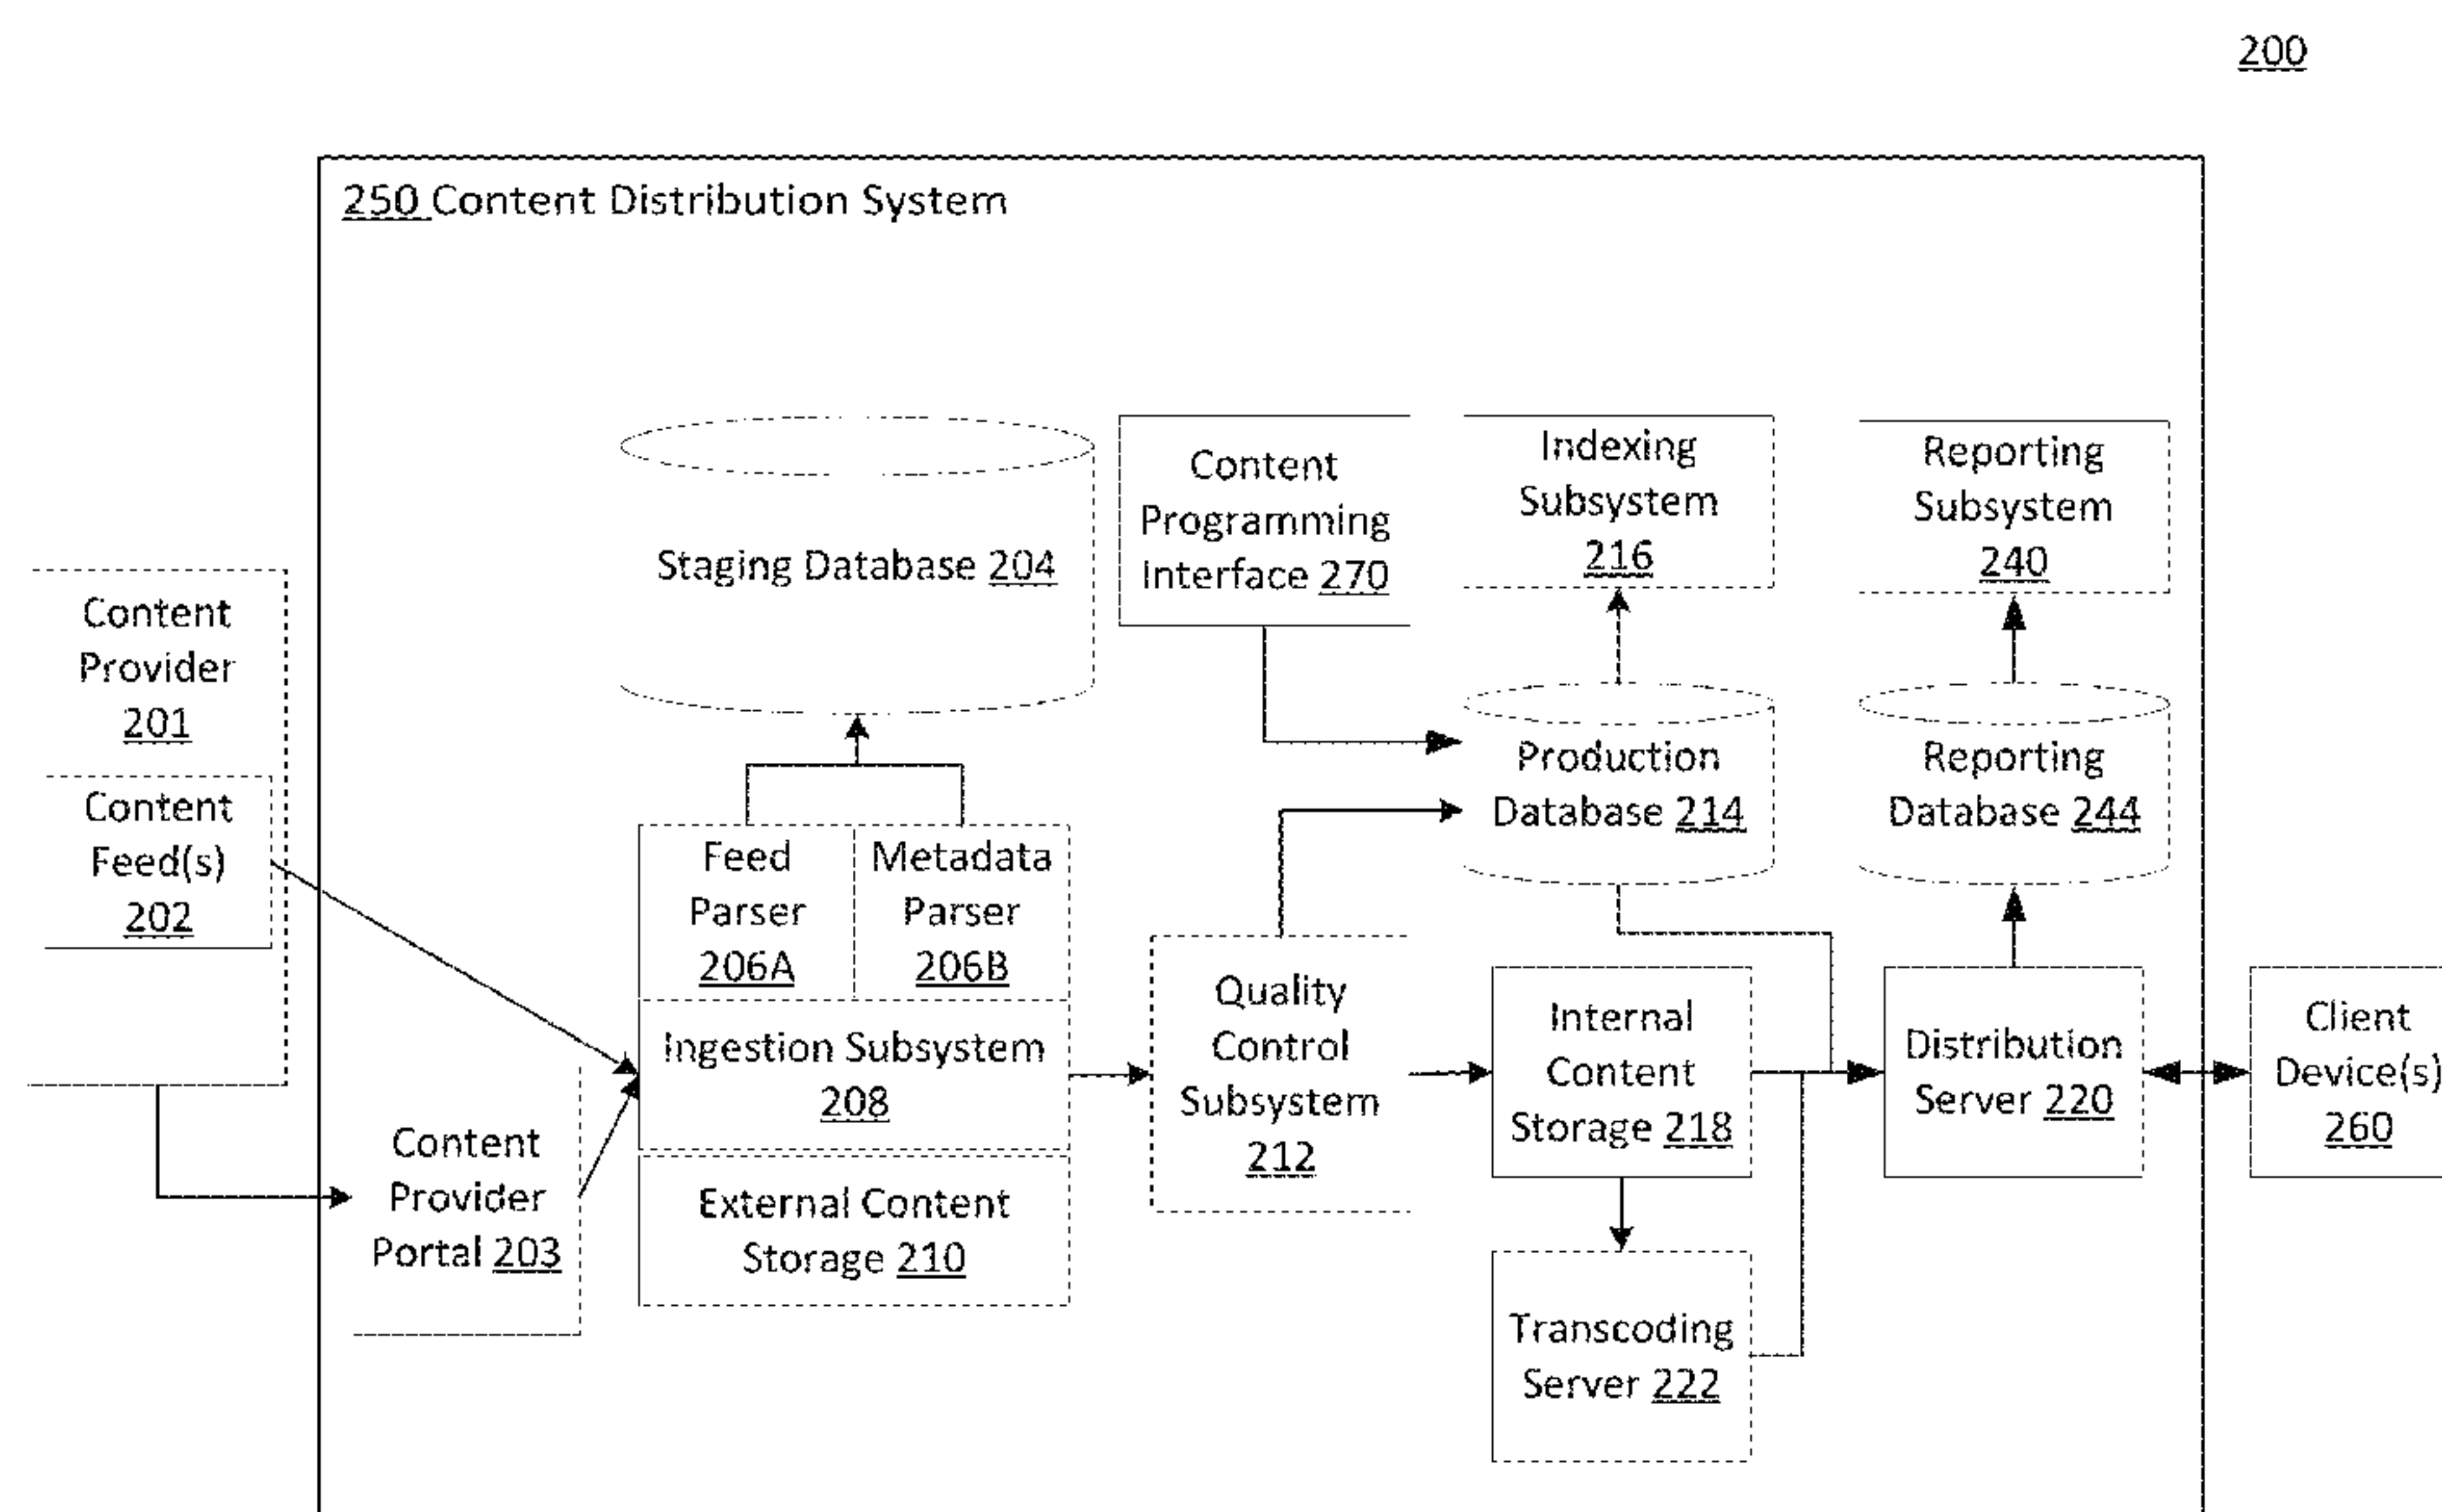 200
250 Content Distribution System
Content
Provider
201
Content
Feed(s)
202
Content
Provider
Portal 203
Staging Database 204
Feed
Parser
206A
Metadata
Parser
206B
Ingestion Subsystem
208
External Content
Storage 210
Content
Programming
Interface 270
Quality
Control
Subsystem
212
Indexing
Subsystem
216
Production
Database 214
Internal
Content
Storage 218
Transcoding
Server 222
Reporting
Subsystem
240
Reporting
Database 244
Distribution
Server 220
Client
Device(s)
260